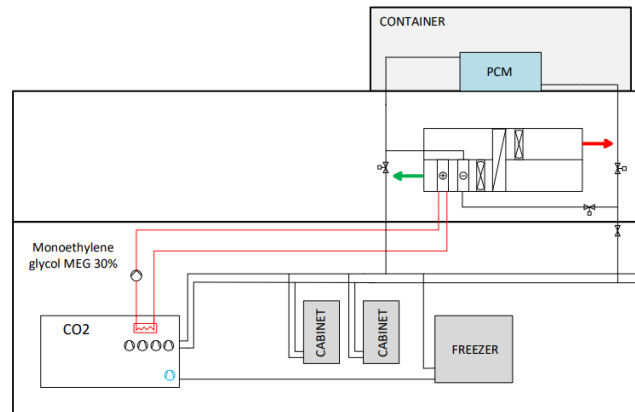 CONTAINER
PCM
Monoethylene
glycol MEG 30%
CO2
CABINET
CABINET
FREEZER